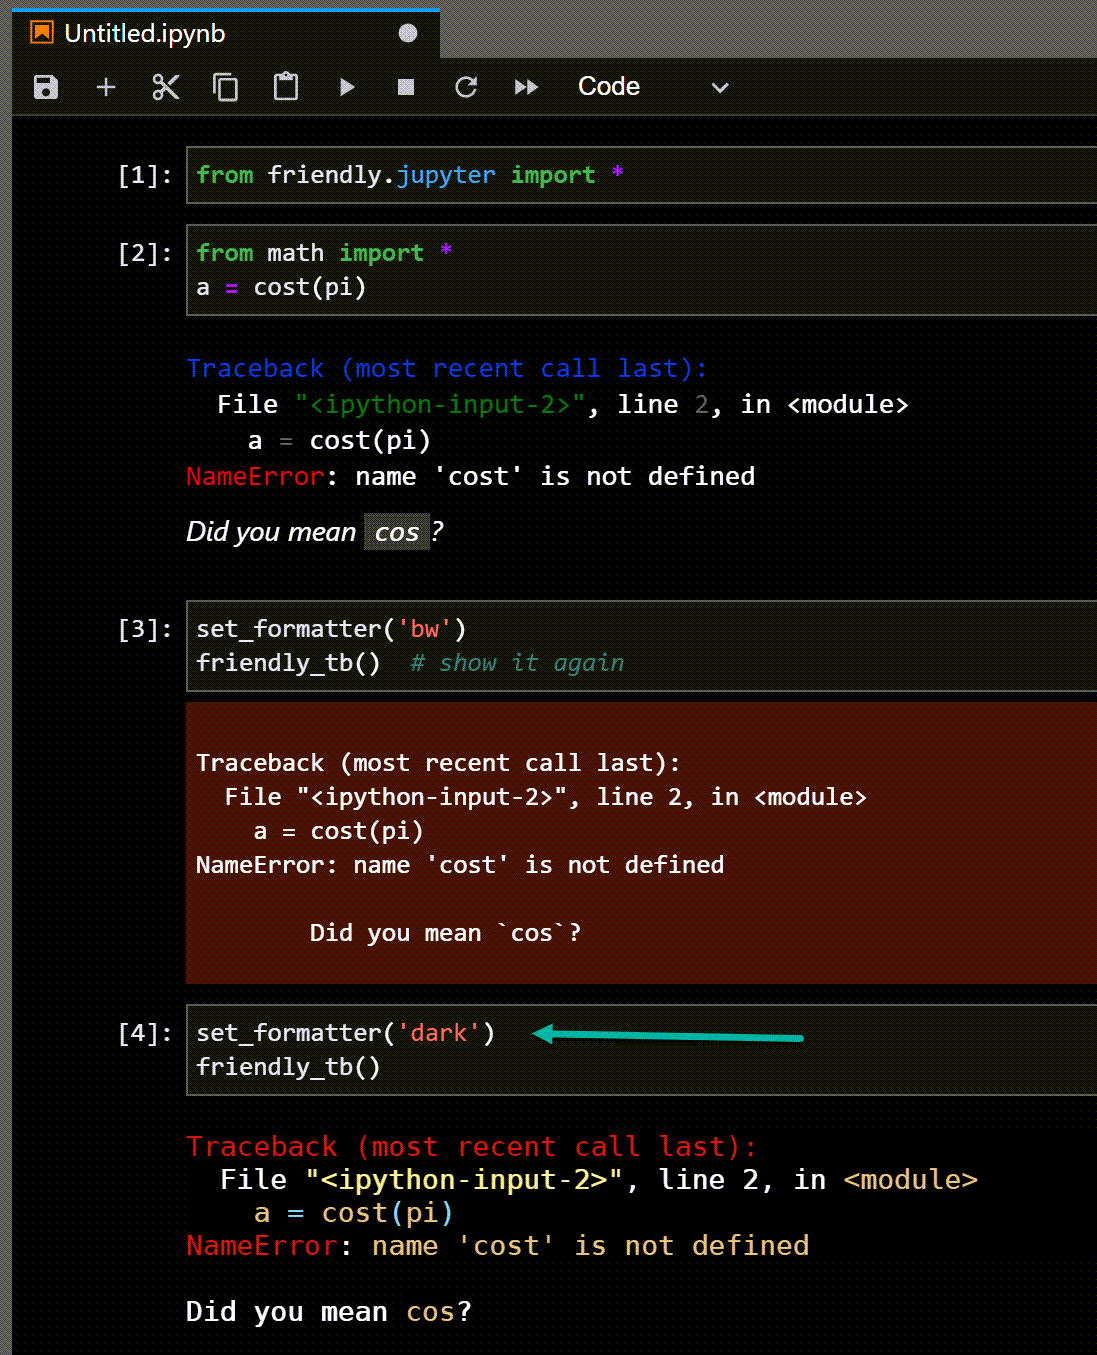 Untitled.ipynb
Code
[1]: from friendly.jupyter import *
[2]: from math import *
a = cost(pi)
Traceback (most recent call last):
  File "<ipython-input-2>", line 2, in <module>
    a = cost(pi)
NameError: name 'cost' is not defined
Did you mean cos?
[3]: set_formatter('bw')
friendly_tb()  # show it again
Traceback (most recent call last):
  File "<ipython-input-2>", line 2, in <module>
    a = cost(pi)
NameError: name 'cost' is not defined
        Did you mean `cos`?
[4]: set_formatter('dark')
friendly_tb()
Traceback (most recent call last):
  File "<ipython-input-2>", line 2, in <module>
    a = cost(pi)
NameError: name 'cost' is not defined
Did you mean cos?